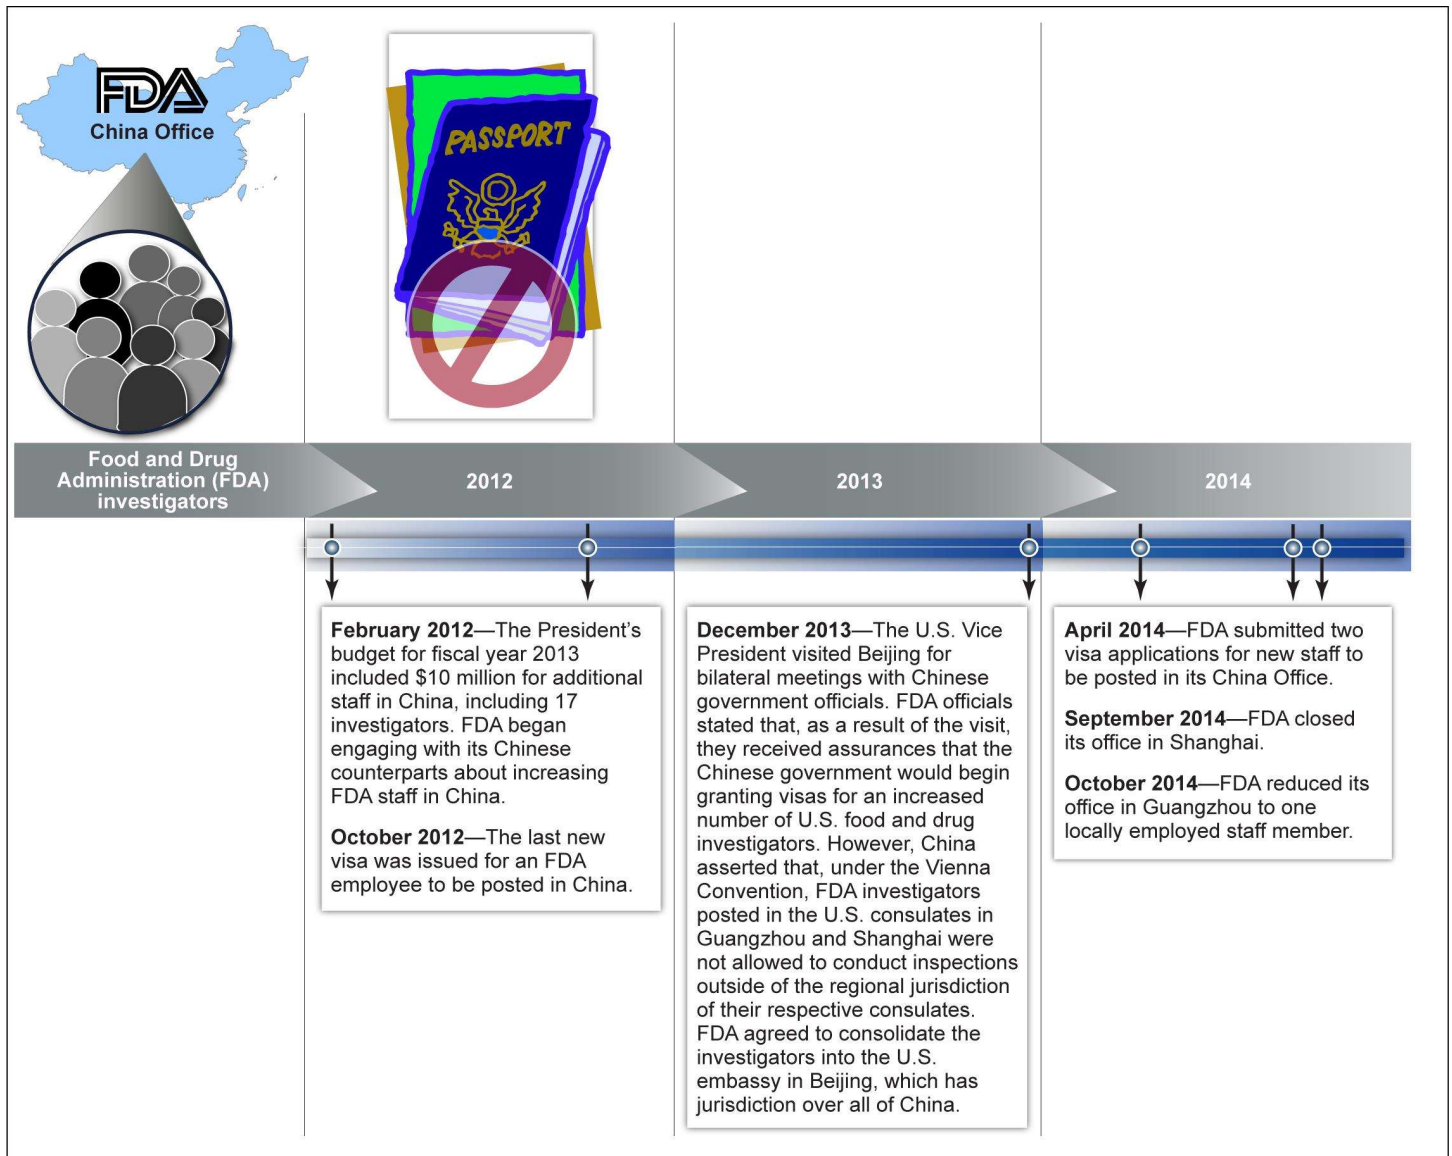 FDA
China Office
PASSPORT
Food and Drug
Administration (FDA)
investigators
2012
2013
2014
February 2012—The President's
budget for fiscal year 2013
included $10 million for additional
staff in China, including 17
investigators. FDA began
engaging with its Chinese
counterparts about increasing
FDA staff in China.
October 2012—The last new
visa was issued for an FDA
employee to be posted in China.
December 2013—The U.S. Vice
President visited Beijing for
bilateral meetings with Chinese
government officials. FDA officials
stated that, as a result of the visit,
they received assurances that the
Chinese government would begin
granting visas for an increased
number of U.S. food and drug
investigators. However, China
asserted that, under the Vienna
Convention, FDA investigators
posted in the U.S. consulates in
Guangzhou and Shanghai were
not allowed to conduct inspections
outside of the regional jurisdiction
of their respective consulates.
FDA agreed to consolidate the
investigators into the U.S.
embassy in Beijing, which has
jurisdiction over all of China.
April 2014—FDA submitted two
visa applications for new staff to
be posted in its China Office.
September 2014—FDA closed
its office in Shanghai.
October 2014—FDA reduced its
office in Guangzhou to one
locally employed staff member.